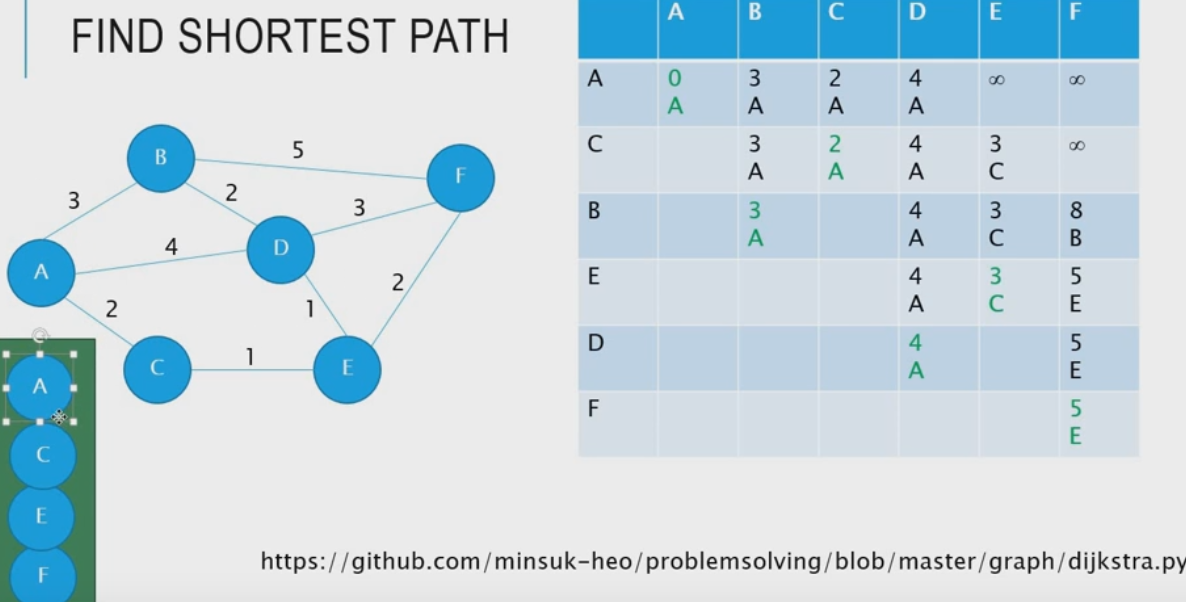 FIND SHORTEST PATH
A B C D E F
A 0 3 2 4 ∞ ∞
A A A A
C 3 2 4 3 ∞
A A A C
B 3 4 3 8
A A C B
E 4 3 5
A C E
D 4 5
A E
F 5
E
B
5
F
3
2
3
D
4
A
2
1
2
C
1
E
A
C
E
F
https://github.com/minsuk-heo/problemsolving/blob/master/graph/dijkstra.py